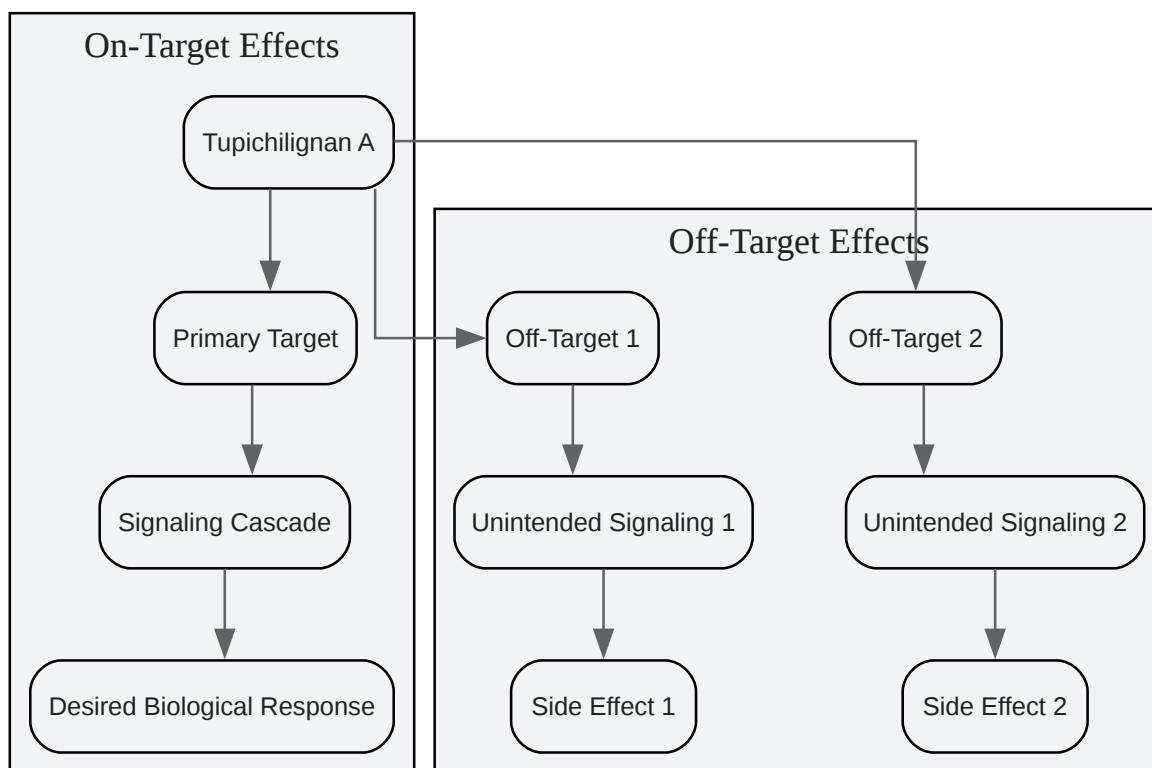 On-Target Effects
Tupichilignan A
Off-Target Effects
Primary Target
Off-Target 1
Off-Target 2
Signaling Cascade
Unintended Signaling 1
Unintended Signaling 2
Desired Biological Response
Side Effect 1
Side Effect 2